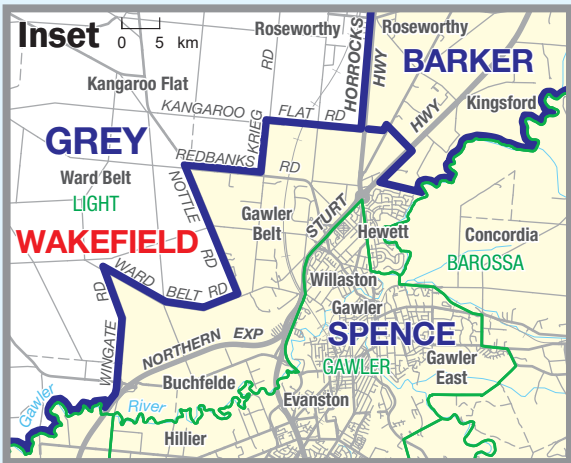 Inset 0 5 km
Roseworthy
Roseworthy
HORROCKS
HWY
BARKER
Kangaroo Flat
KRIEG RD
KANGAROO FLAT RD
Kingsford
STURT HWY
GREY
REDBANKS RD
Ward Belt
LIGHT
NOTTLE RD
Gawler
Belt
Hewett
Concordia
BAROSSA
WAKEFIELD
WARD BELT RD
Willaston
Gawler
WINGATE RD
NORTHERN EXP
SPENCE
GAWLER
Gawler
East
Buchfelde
Gawler River
Evanston
Hillier